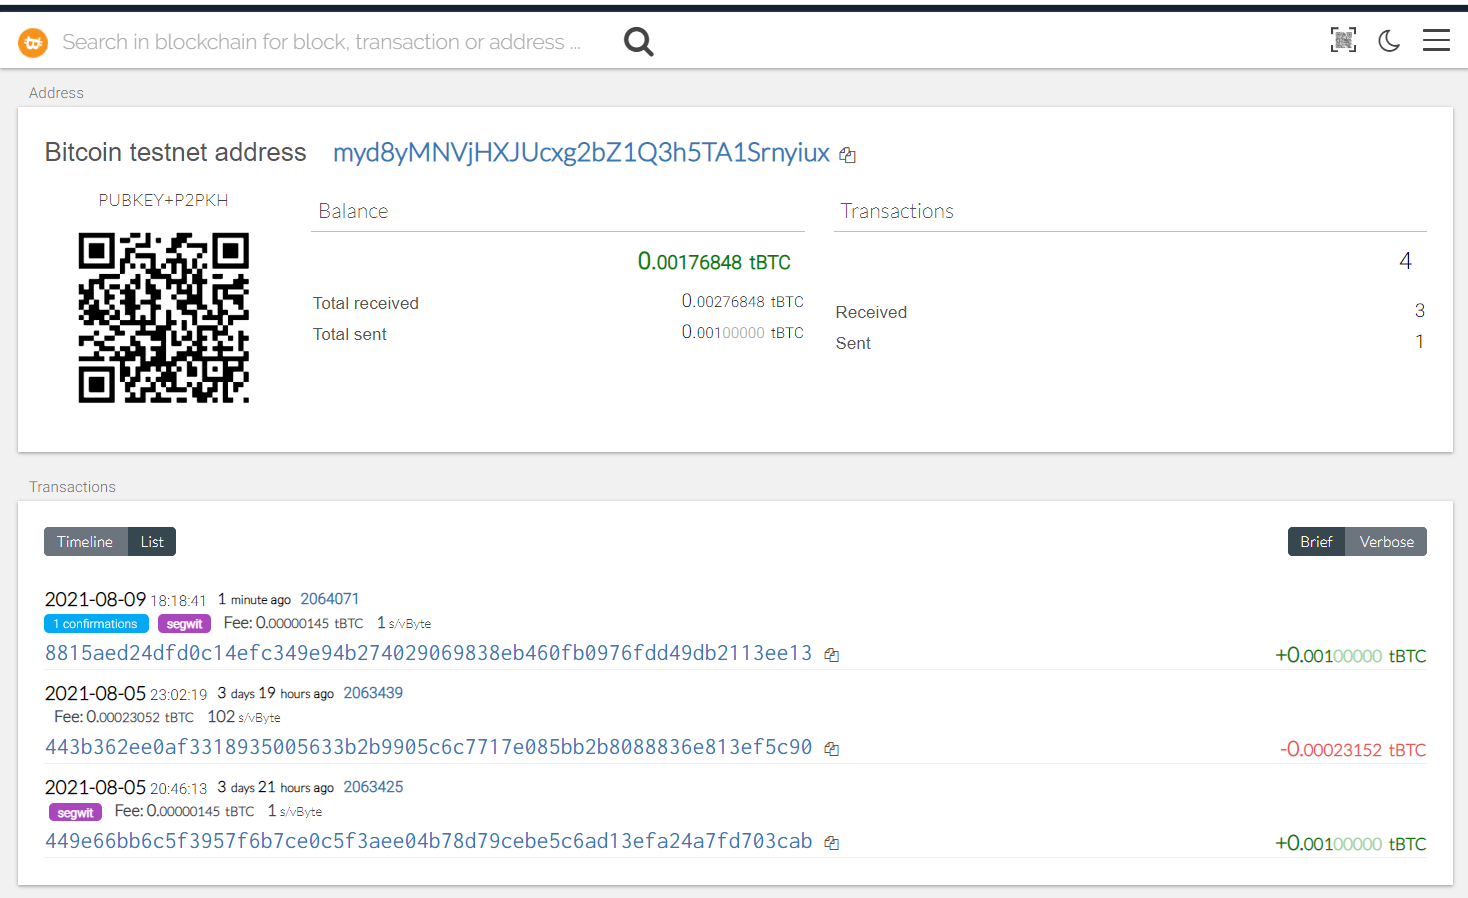 Search in blockchain for block, transaction or address ...
Address
Bitcoin testnet address myd8yMNVjHXJUcxg2bZ1Q3h5TA1Srnyiux
PUBKEY+P2PKH
Balance
0.00176848 tBTC
Total received 0.00276848 tBTC
Total sent 0.00100000 tBTC
Transactions
4
Received 3
Sent 1
Transactions
Timeline List Brief Verbose
2021-08-09 18:18:41 1 minute ago 2064071
1 confirmations segwit Fee: 0.00000145 tBTC 1 s/vByte
8815aed24dfd0c14efc349e94b274029069838eb460fb0976fdd49db2113ee13 +0.00100000 tBTC
2021-08-05 23:02:19 3 days 19 hours ago 2063439
Fee: 0.00023052 tBTC 102 s/vByte
443b362ee0af3318935005633b2b9905c6c7717e085bb2b8088836e813ef5c90 -0.00023152 tBTC
2021-08-05 20:46:13 3 days 21 hours ago 2063425
segwit Fee: 0.00000145 tBTC 1 s/vByte
449e66bb6c5f3957f6b7ce0c5f3aee04b78d79cebe5c6ad13efa24a7fd703cab +0.00100000 tBTC